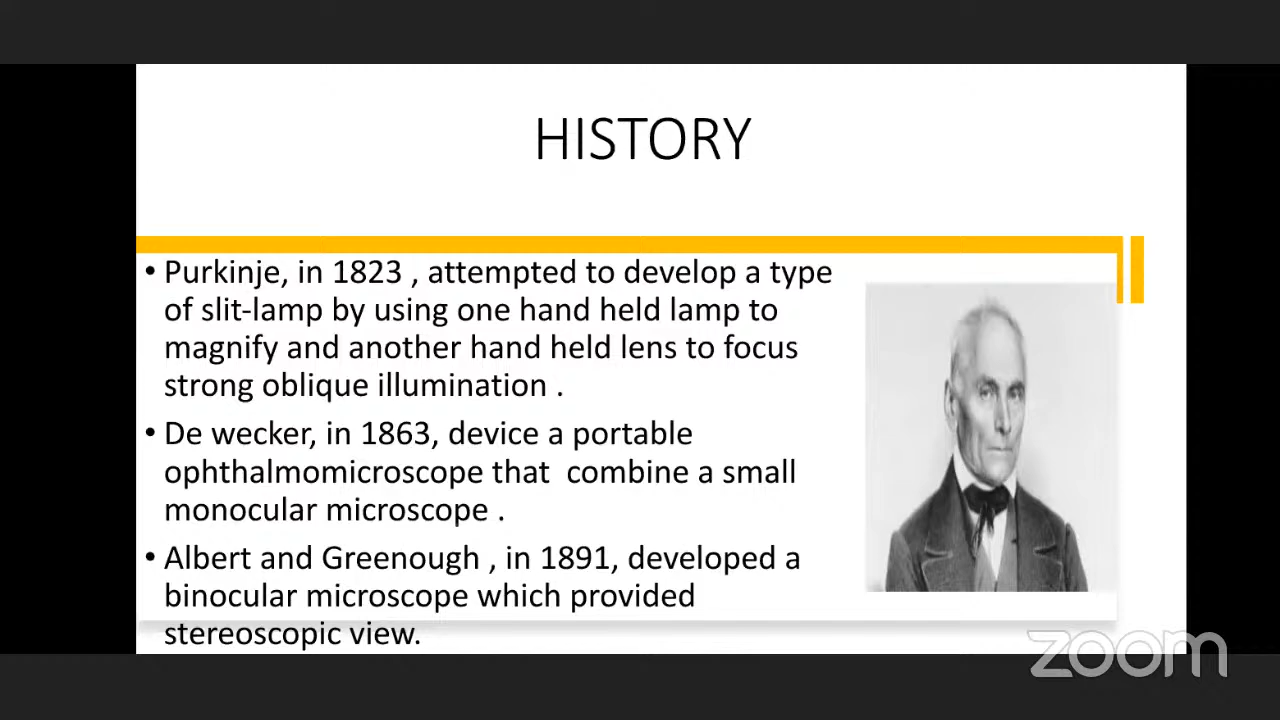 HISTORY
• Purkinje, in 1823 , attempted to develop a type
of slit-lamp by using one hand held lamp to
magnify and another hand held lens to focus
strong oblique illumination .
• De wecker, in 1863, device a portable
ophthalmomicroscope that  combine a small
monocular microscope .
• Albert and Greenough , in 1891, developed a
binocular microscope which provided
stereoscopic view.
zoom